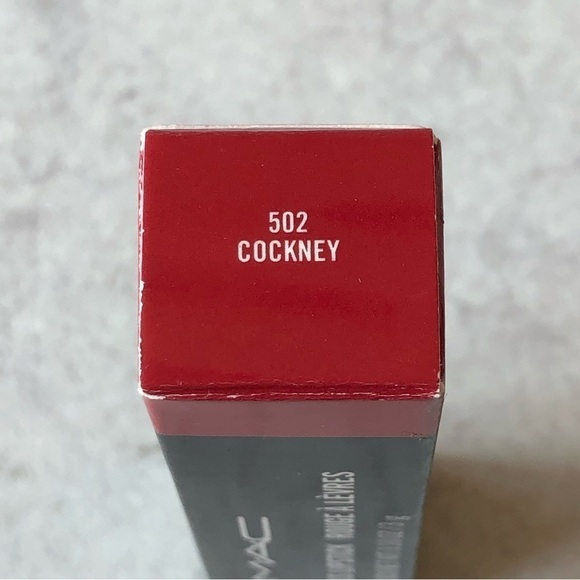 502
COCKNEY
MAC
ROUGE À LÈVRES